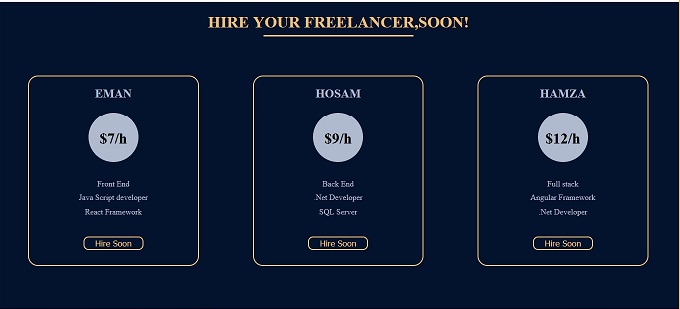 HIRE YOUR FREELANCER,SOON!
EMAN
$7/h
Front End
Java Script developer
React Framework
Hire Soon
HOSAM
$9/h
Back End
.Net Developer
SQL Server
Hire Soon
HAMZA
$12/h
Full stack
Angular Framework
.Net Developer
Hire Soon